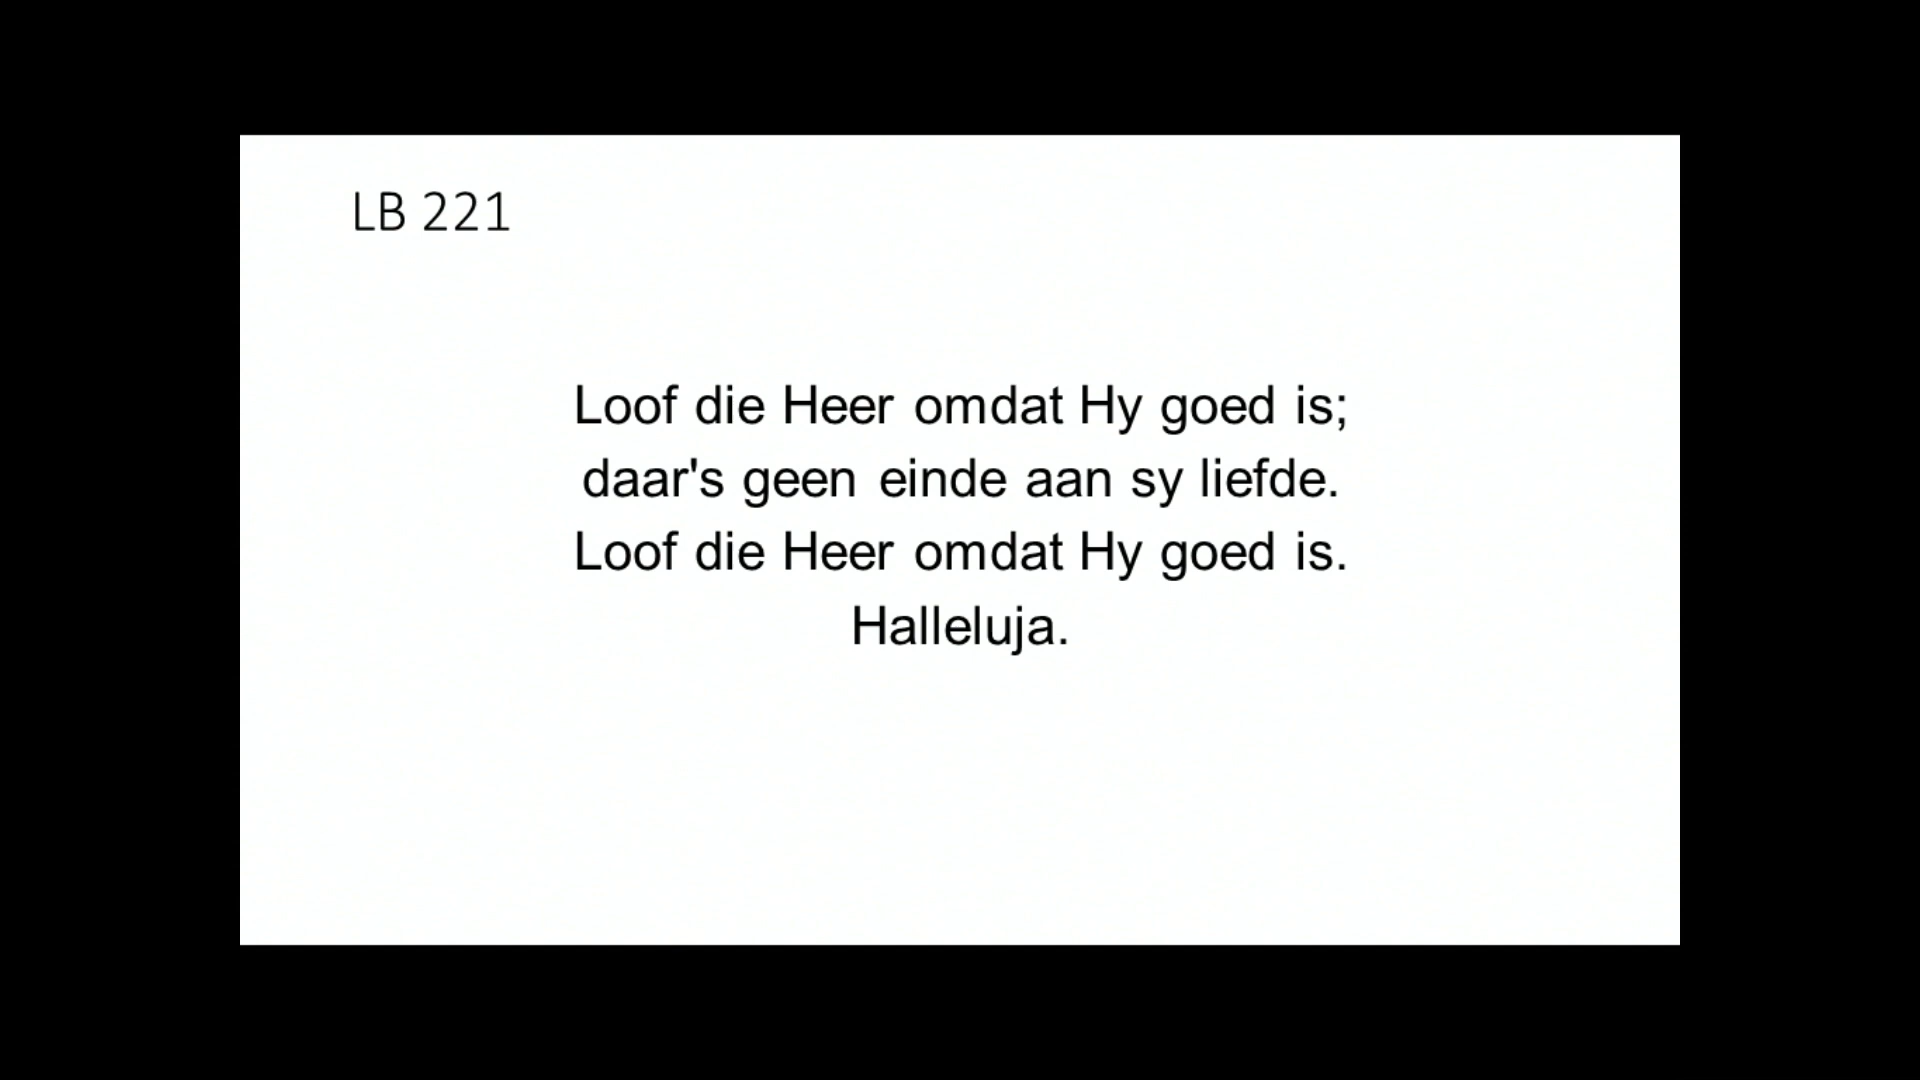 LB 221
Loof die Heer omdat Hy goed is;
daar's geen einde aan sy liefde.
Loof die Heer omdat Hy goed is.
Halleluja.